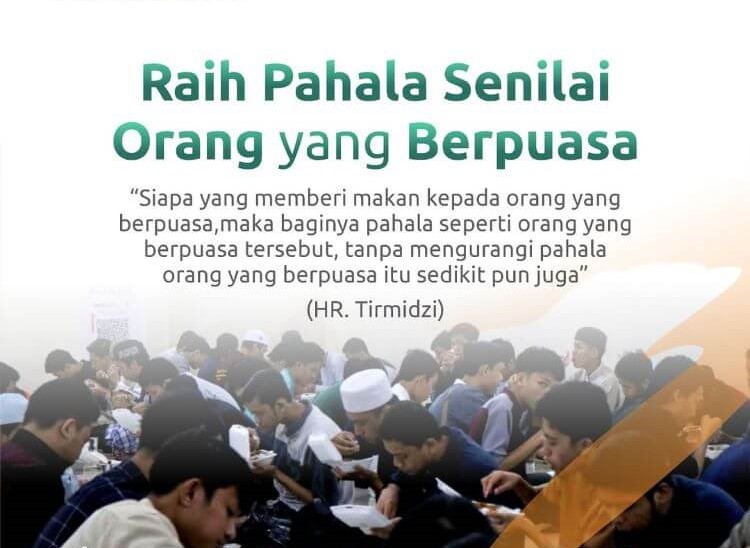 Raih Pahala Senilai
Orang yang Berpuasa
“Siapa yang memberi makan kepada orang yang
berpuasa,maka baginya pahala seperti orang yang
berpuasa tersebut, tanpa mengurangi pahala
orang yang berpuasa itu sedikit pun juga”
(HR. Tirmidzi)